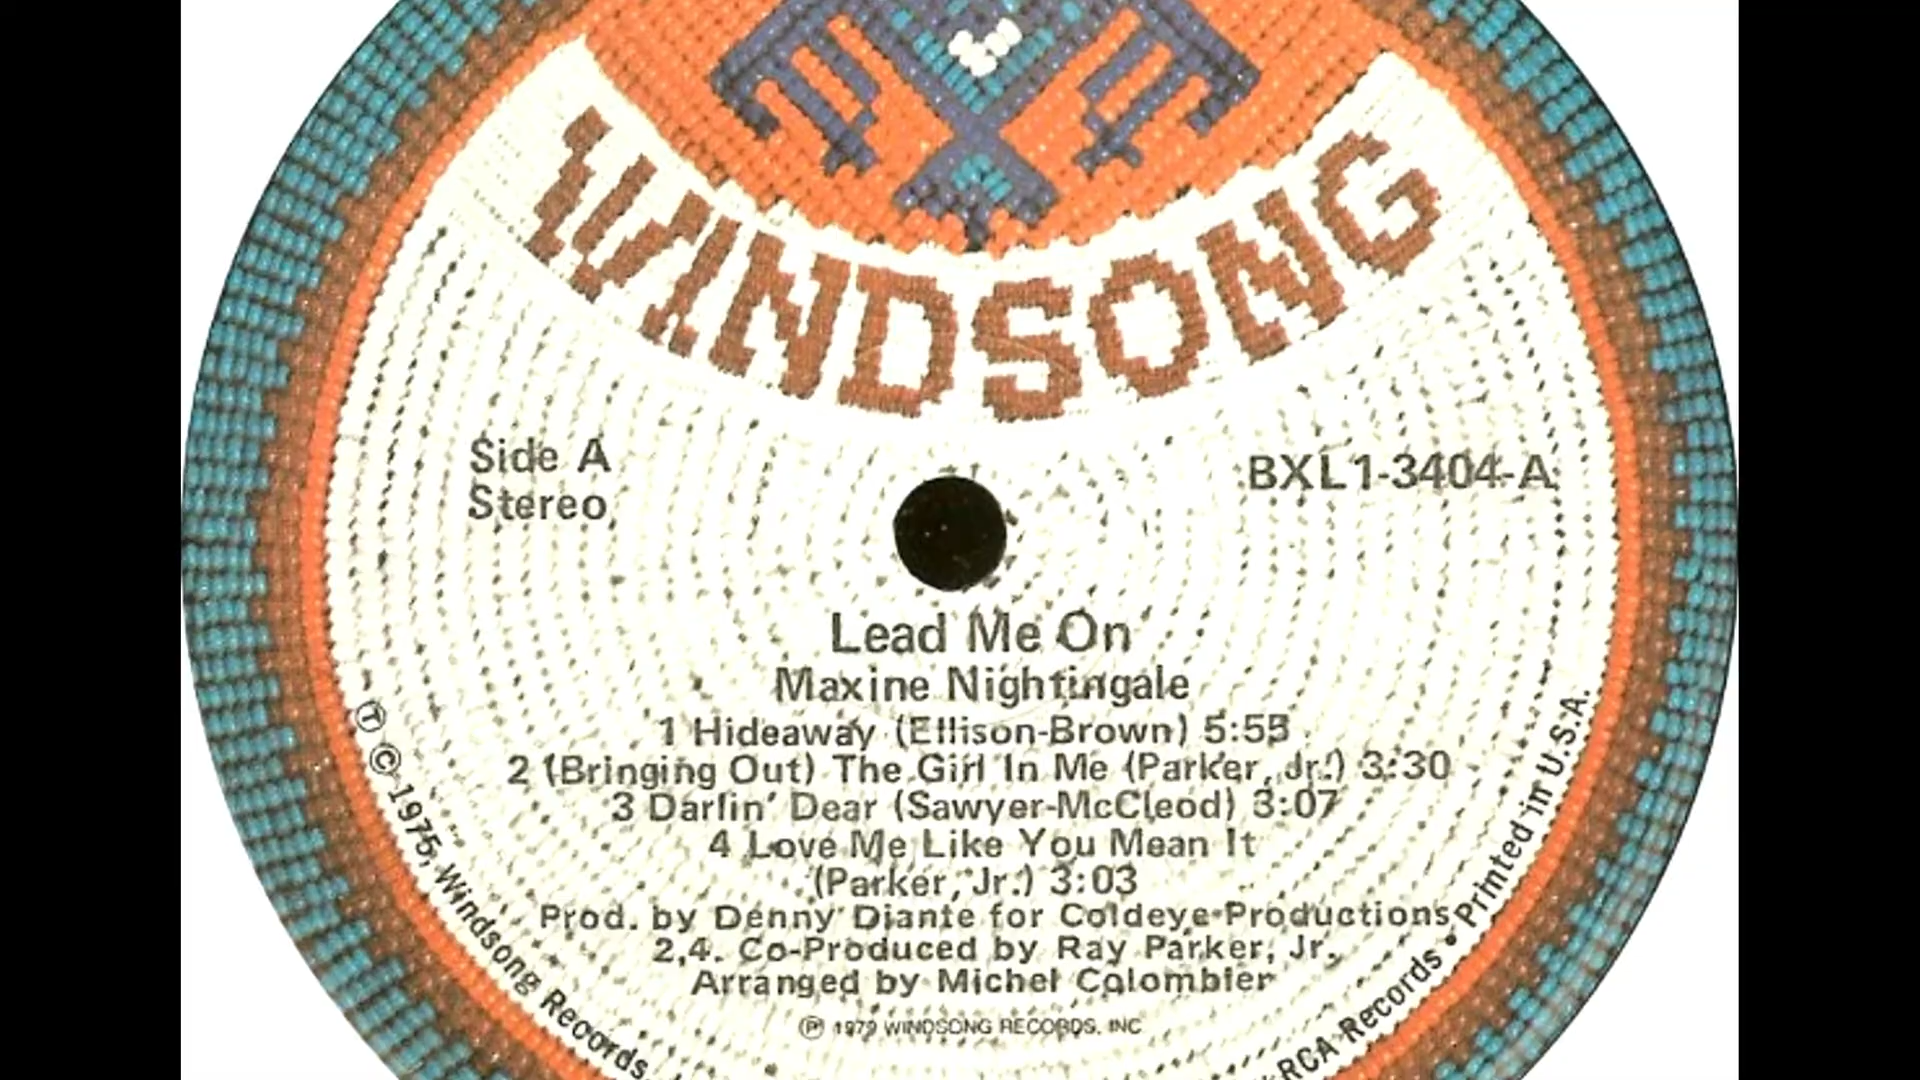 WINDSONG
Side A
Stereo
BXL1-3404-A
Lead Me On
Maxine Nightingale
1 Hideaway (Ellison-Brown) 5:55
2 (Bringing Out) The Girl In Me (Parker, Jr.) 3:30
3 Darlin' Dear (Sawyer-McCleod) 3:07
4 Love Me Like You Mean It
(Parker, Jr.) 3:03
Prod. by Denny Diante for Coldeye Productions
2,4. Co-Produced by Ray Parker, Jr.
Arranged by Michel Colombier
Ⓟ 1979 WINDSONG RECORDS, INC
Ⓣ © 1975, Windsong Records,
RCA Records • Printed in U.S.A.